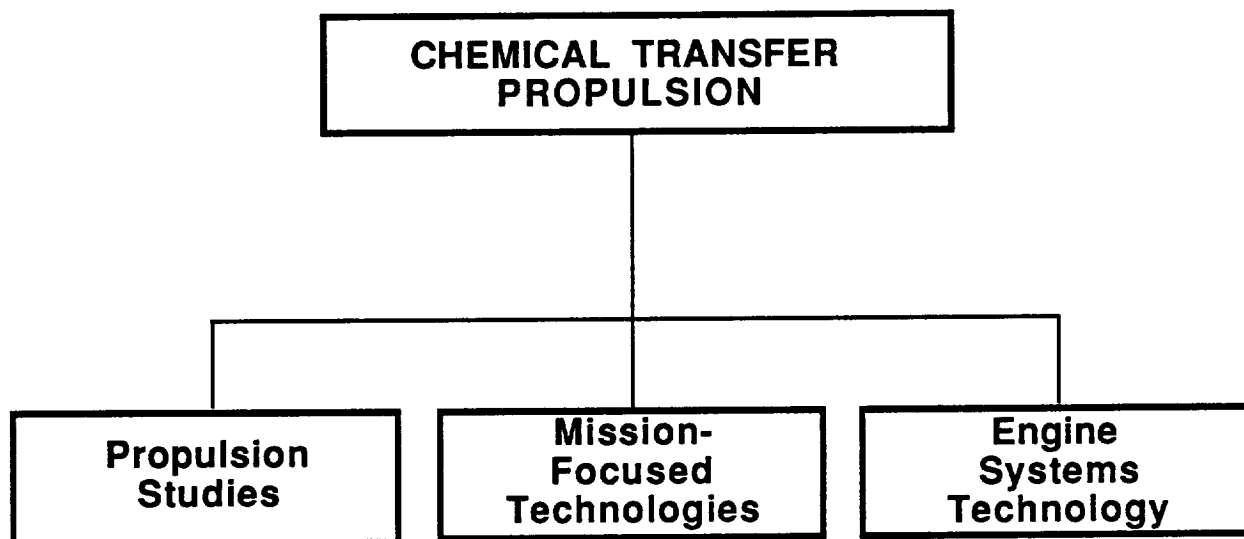 CHEMICAL TRANSFER
PROPULSION
Propulsion
Studies
Mission-
Focused
Technologies
Engine
Systems
Technology